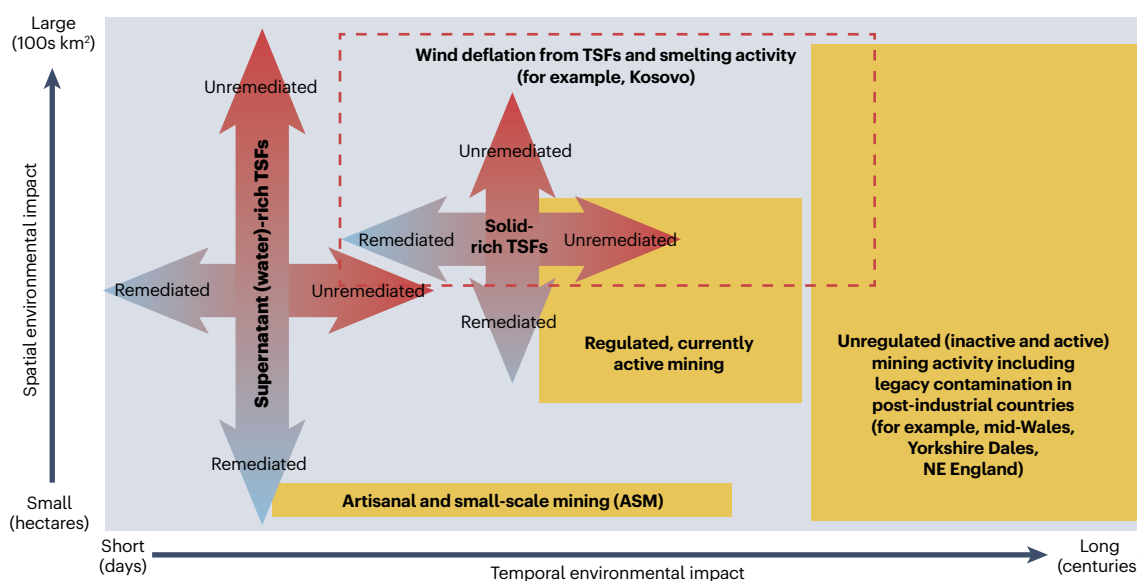 Large
(100s km²)
Spatial environmental impact
Small
(hectares)
Unremediated
Supernatant (water)-rich TSFs
Remediated
Unremediated
Remediated
Wind deflation from TSFs and smelting activity
(for example, Kosovo)
Unremediated
Remediated
Solid-
rich TSFs
Unremediated
Remediated
Regulated, currently
active mining
Unregulated (inactive and active)
mining activity including
legacy contamination in
post-industrial countries
(for example, mid-Wales,
Yorkshire Dales,
NE England)
Artisanal and small-scale mining (ASM)
Short
(days)
Temporal environmental impact
Long
(centuries)